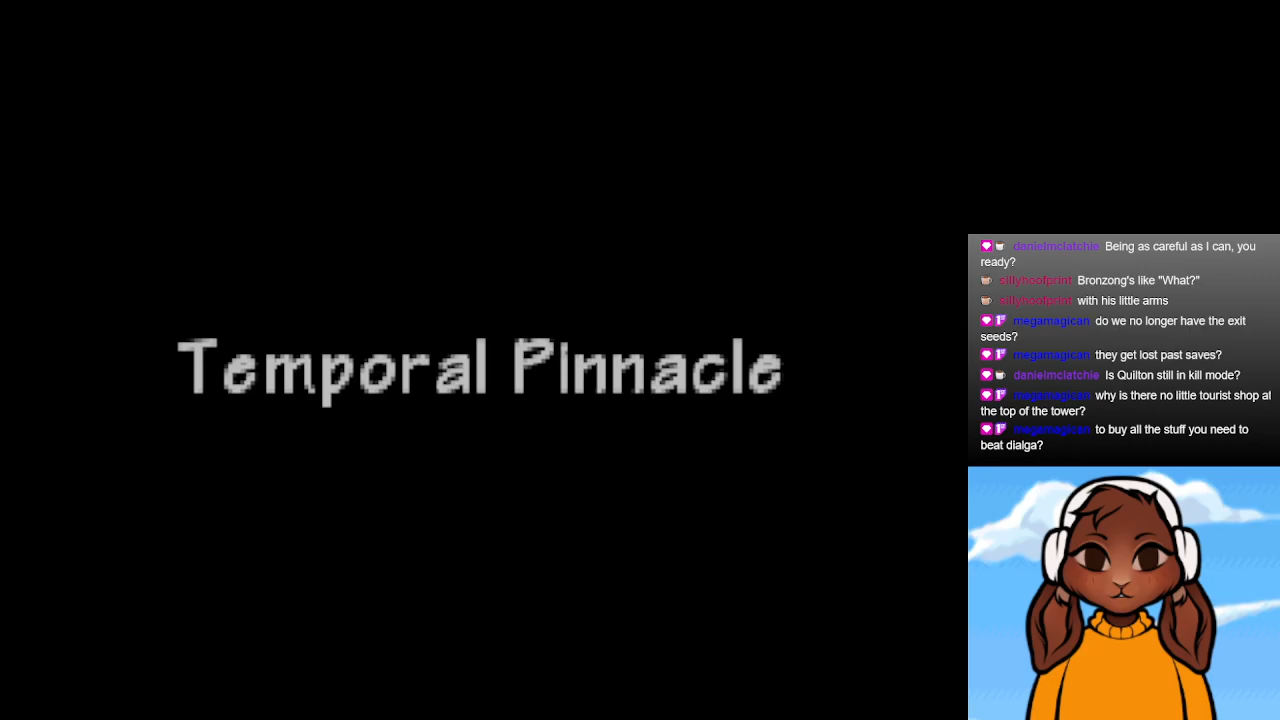 Temporal Pinnacle
danielmclatchie Being as careful as I can, you
ready?
sillyhoofprint Bronzong's like "What?"
sillyhoofprint with his little arms
megamagican do we no longer have the exit
seeds?
megamagican they get lost past saves?
danielmclatchie Is Quilton still in kill mode?
megamagican why is there no little tourist shop at
the top of the tower?
megamagican to buy all the stuff you need to
beat dialga?